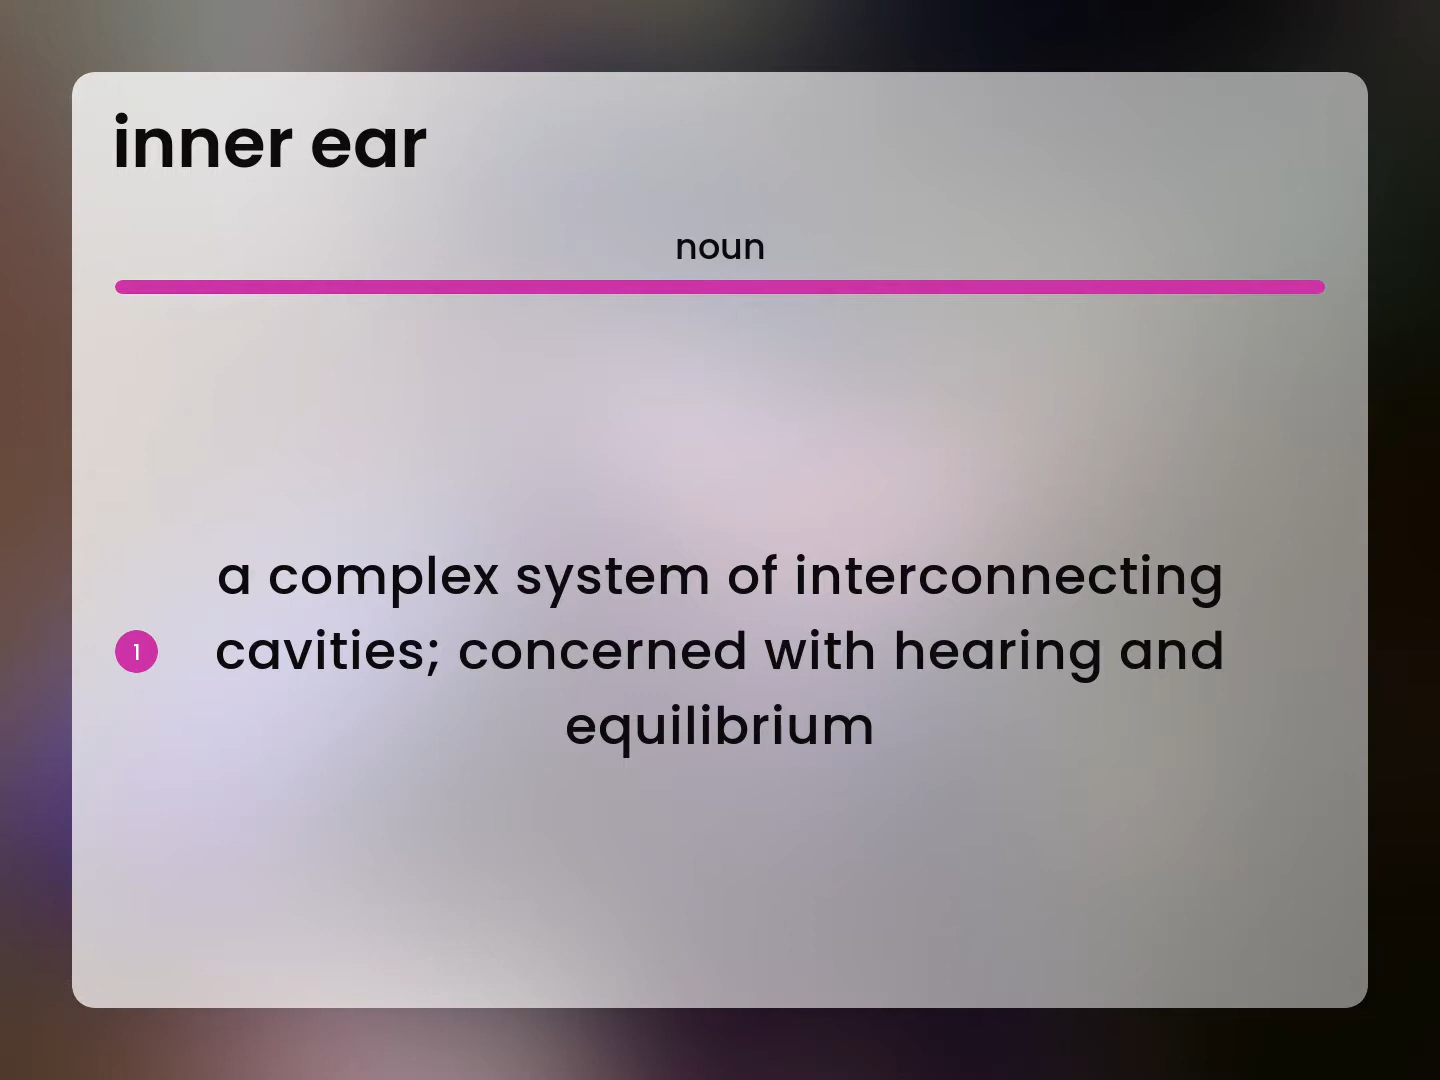 inner ear
noun
a complex system of interconnecting
1 cavities; concerned with hearing and
equilibrium